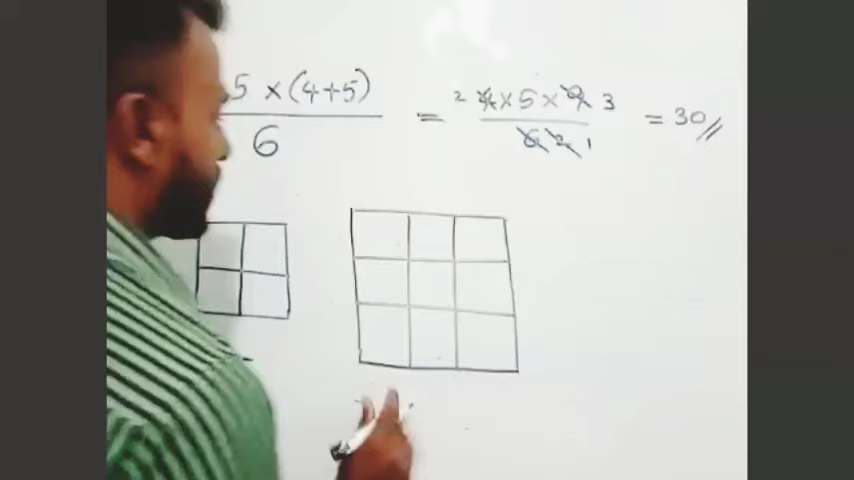 5 × (4+5) / 6 = 2 4 × 5 × 9 3 / 6 2 1 = 30 //